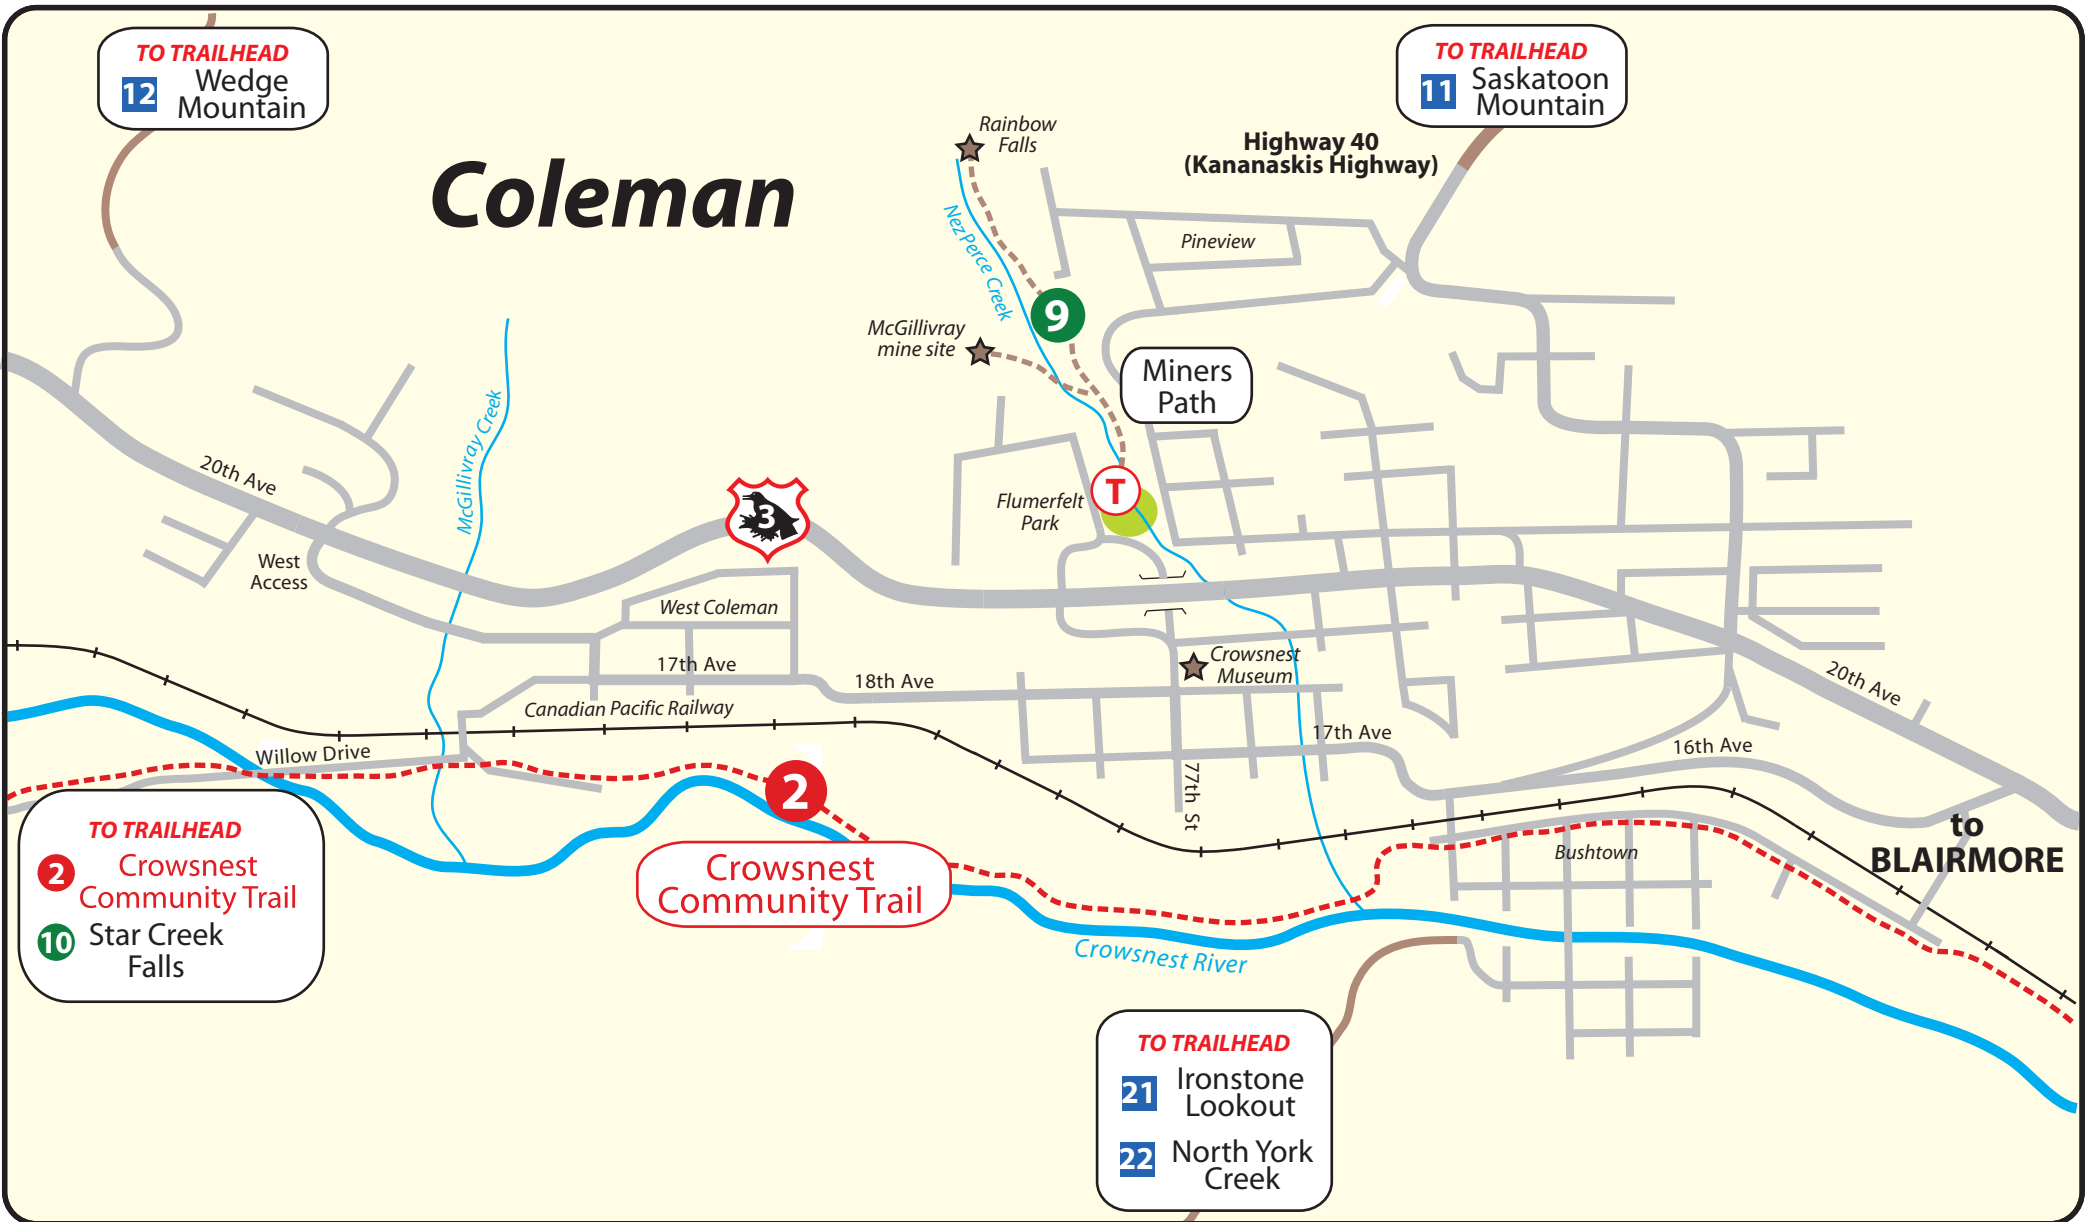 TO TRAILHEAD
12
Wedge
Mountain
TO TRAILHEAD
11
Saskatoon
Mountain
Coleman
Rainbow
Falls
Highway 40
(Kananaskis Highway)
Nez Perce Creek
Pineview
9
McGillivray
mine site
Miners
Path
McGillivray Creek
20th Ave
T
Flumerfelt
Park
3
West
Access
West Coleman
17th Ave
18th Ave
Crowsnest
Museum
20th Ave
Canadian Pacific Railway
Willow Drive
17th Ave
16th Ave
77th St
2
to
BLAIRMORE
Bushtown
TO TRAILHEAD
2
Crowsnest
Community Trail
10
Star Creek
Falls
Crowsnest
Community Trail
Crowsnest River
TO TRAILHEAD
21
Ironstone
Lookout
22
North York
Creek